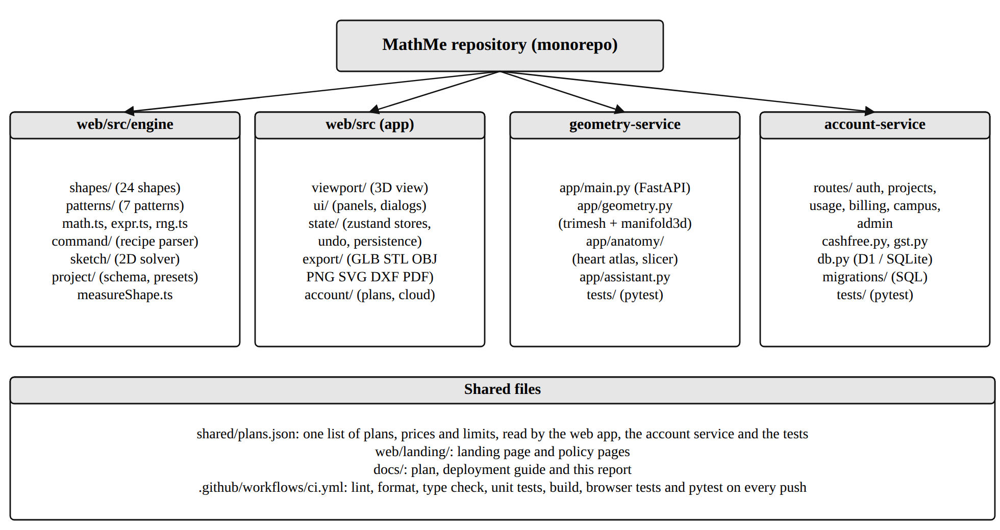 MathMe repository (monorepo)
web/src/engine
shapes/ (24 shapes)
patterns/ (7 patterns)
math.ts, expr.ts, rng.ts
command/ (recipe parser)
sketch/ (2D solver)
project/ (schema, presets)
measureShape.ts
web/src (app)
viewport/ (3D view)
ui/ (panels, dialogs)
state/ (zustand stores,
undo, persistence)
export/ (GLB STL OBJ
PNG SVG DXF PDF)
account/ (plans, cloud)
geometry-service
app/main.py (FastAPI)
app/geometry.py
(trimesh + manifold3d)
app/anatomy/
(heart atlas, slicer)
app/assistant.py
tests/ (pytest)
account-service
routes/ auth, projects,
usage, billing, campus,
admin
cashfree.py, gst.py
db.py (D1 / SQLite)
migrations/ (SQL)
tests/ (pytest)
Shared files
shared/plans.json: one list of plans, prices and limits, read by the web app, the account service and the tests
web/landing/: landing page and policy pages
docs/: plan, deployment guide and this report
.github/workflows/ci.yml: lint, format, type check, unit tests, build, browser tests and pytest on every push